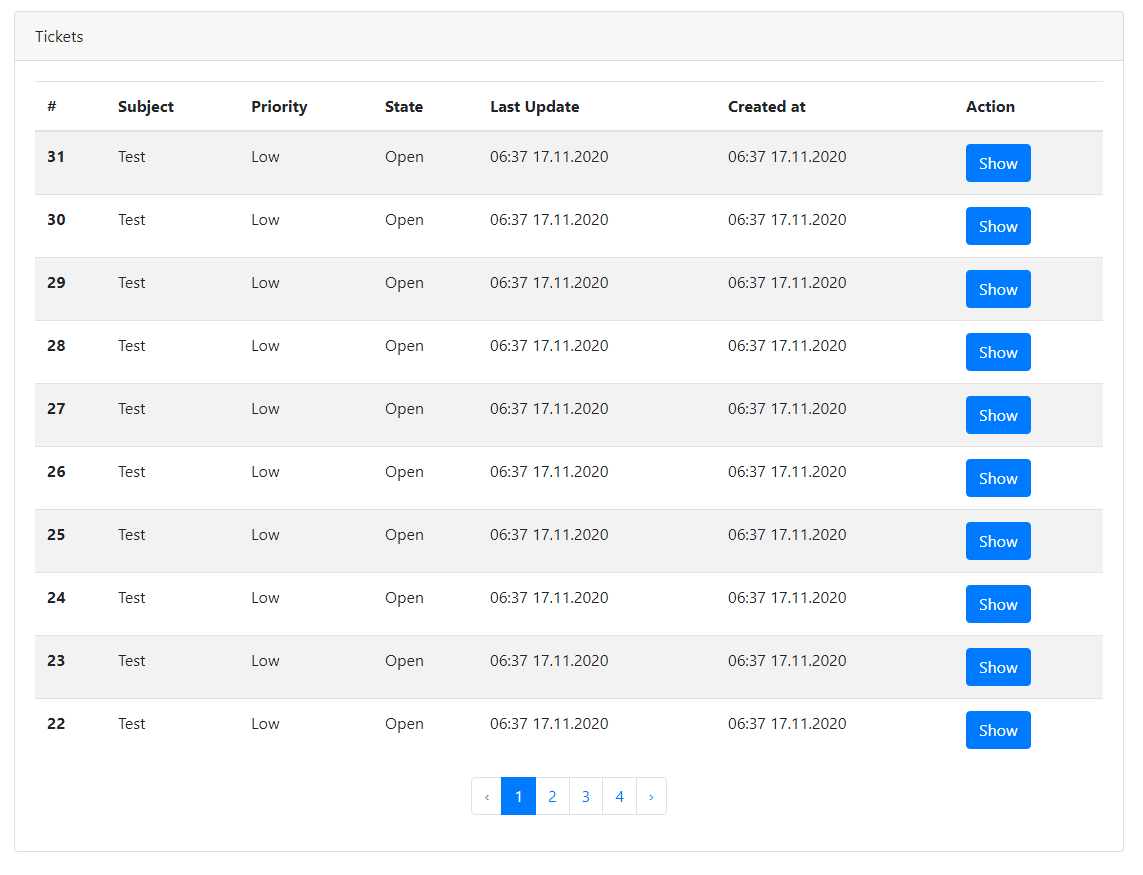 Tickets
# Subject Priority State Last Update Created at Action
31 Test Low Open 06:37 17.11.2020 06:37 17.11.2020 Show
30 Test Low Open 06:37 17.11.2020 06:37 17.11.2020 Show
29 Test Low Open 06:37 17.11.2020 06:37 17.11.2020 Show
28 Test Low Open 06:37 17.11.2020 06:37 17.11.2020 Show
27 Test Low Open 06:37 17.11.2020 06:37 17.11.2020 Show
26 Test Low Open 06:37 17.11.2020 06:37 17.11.2020 Show
25 Test Low Open 06:37 17.11.2020 06:37 17.11.2020 Show
24 Test Low Open 06:37 17.11.2020 06:37 17.11.2020 Show
23 Test Low Open 06:37 17.11.2020 06:37 17.11.2020 Show
22 Test Low Open 06:37 17.11.2020 06:37 17.11.2020 Show
‹ 1 2 3 4 ›